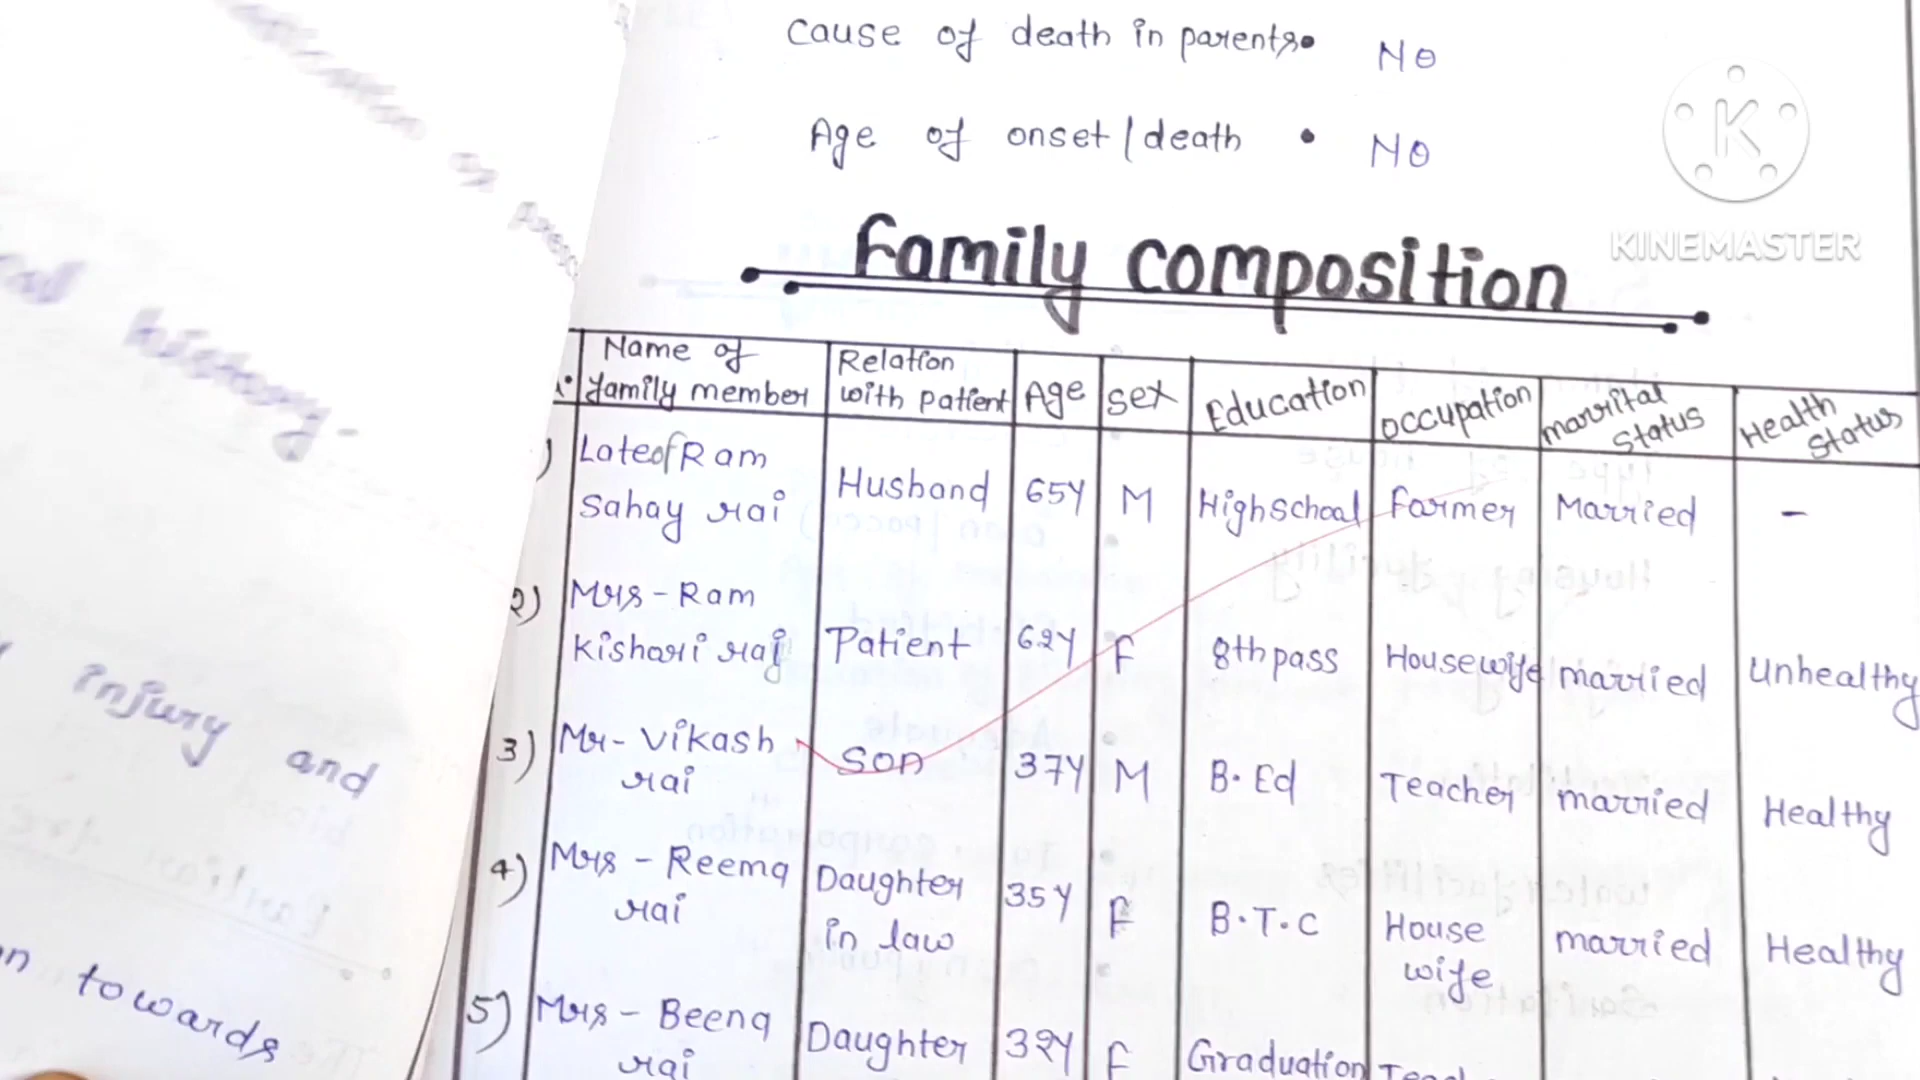 history-
injury and
towards
cause of death in parents• No
Age of onset/death • No
KINEMASTER
Family composition
Name of family member Relation with patient Age sex Education occupation marrital status Health status
1) Late of Ram Sahay rai Husband 65Y M Highschool farmer Married -
2) Mrs-Ram Kishori rai Patient 62Y F 8th pass Housewife married Unhealthy
3) Mr- Vikash rai Son 37Y M B.Ed Teacher married Healthy
4) Mrs - Reema rai Daughter in law 35Y F B.T.C House wife married Healthy
5) Mrs - Beena rai Daughter 32Y F Graduation